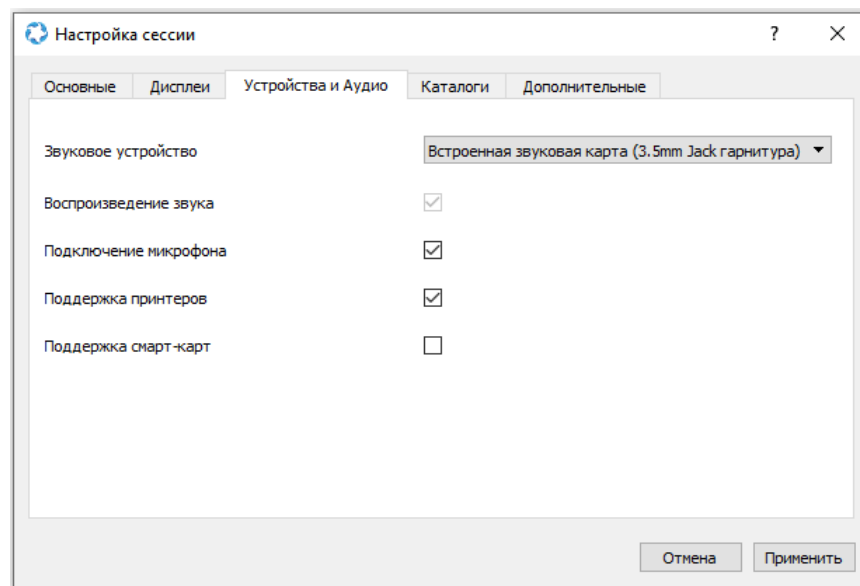 Настройка сессии
?
Основные Дисплеи Устройства и Аудио Каталоги Дополнительные
Звуковое устройство Встроенная звуковая карта (3.5mm Jack гарнитура)
Воспроизведение звука
Подключение микрофона
Поддержка принтеров
Поддержка смарт-карт
Отмена Применить